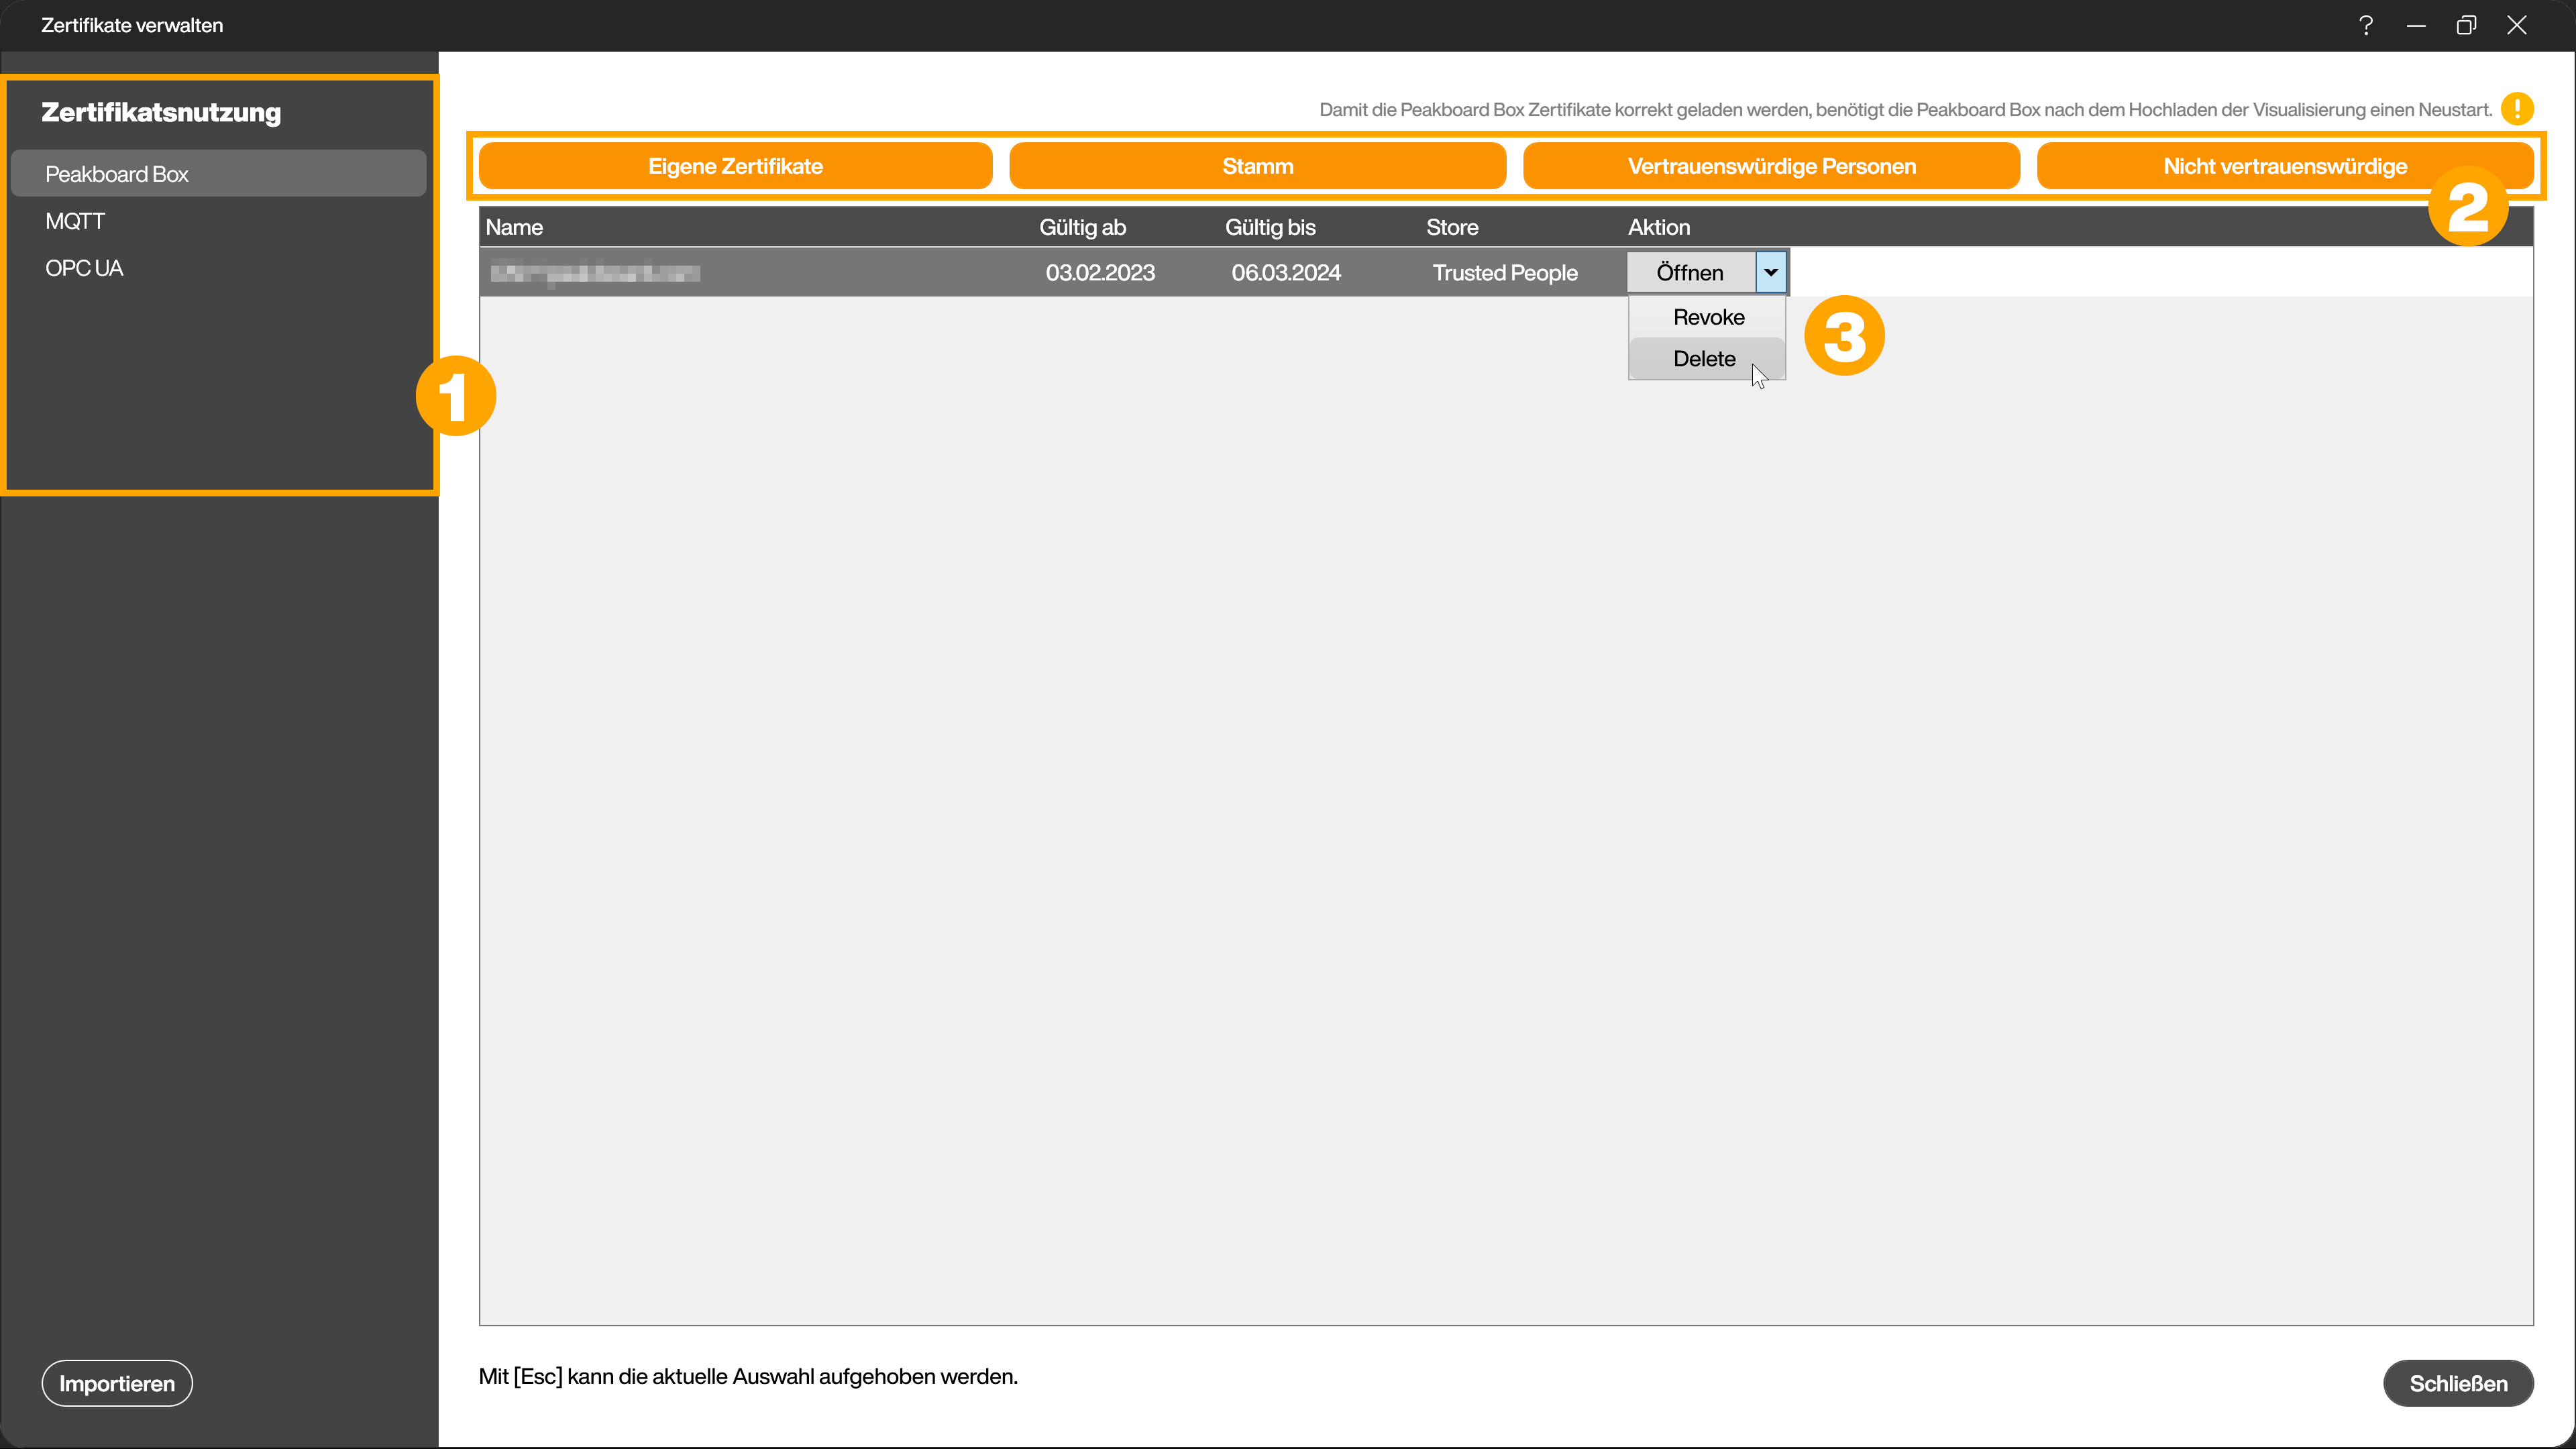 Zertifikate verwalten
?
Zertifikatsnutzung
Peakboard Box
MQTT
OPC UA
1
Damit die Peakboard Box Zertifikate korrekt geladen werden, benötigt die Peakboard Box nach dem Hochladen der Visualisierung einen Neustart. !
Eigene Zertifikate Stamm Vertrauenswürdige Personen Nicht vertrauenswürdige
2
Name Gültig ab Gültig bis Store Aktion
03.02.2023 06.03.2024 Trusted People Öffnen
Revoke
Delete
3
Importieren
Mit [Esc] kann die aktuelle Auswahl aufgehoben werden.
Schließen